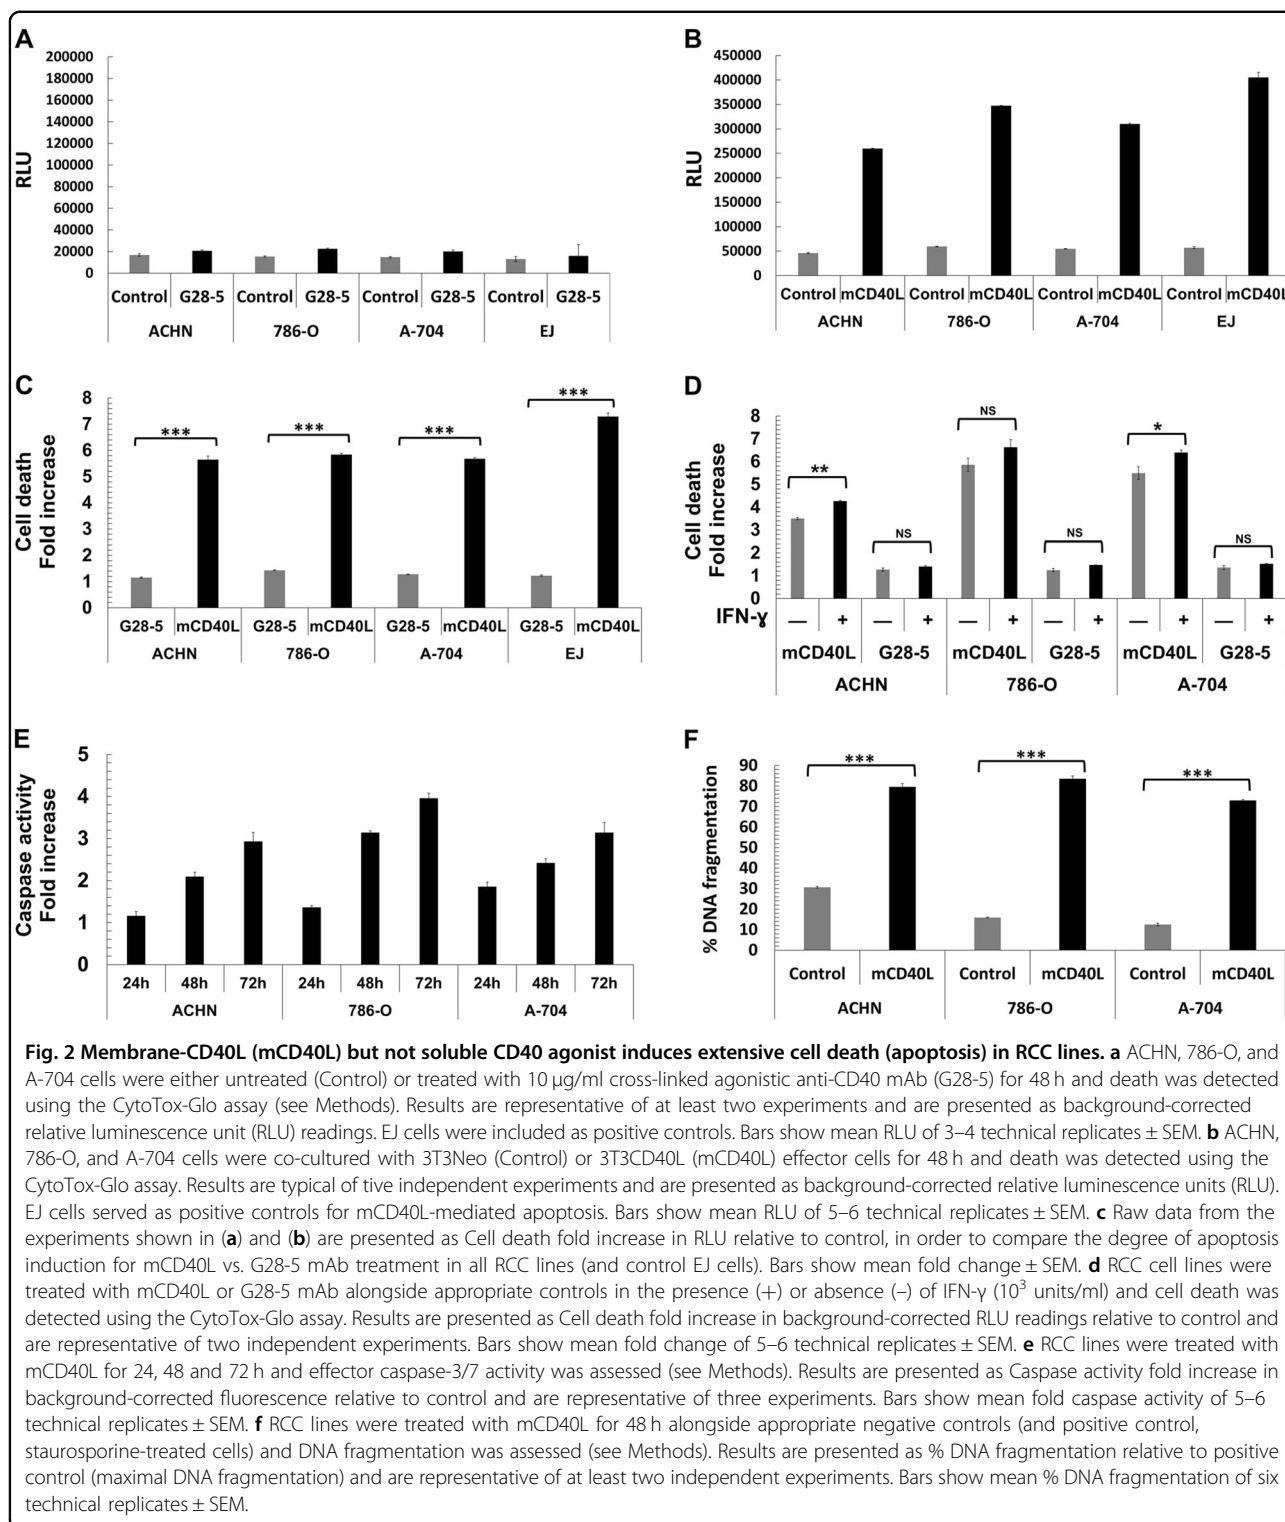 A
200000
180000
160000
140000
120000
100000
80000
60000
40000
20000
0
RLU
Control G28-5 Control G28-5 Control G28-5 Control G28-5
ACHN 786-O A-704 EJ
B
450000
400000
350000
300000
250000
200000
150000
100000
50000
0
RLU
Control mCD40L Control mCD40L Control mCD40L Control mCD40L
ACHN 786-O A-704 EJ
C
8
7
6
5
4
3
2
1
0
Cell death
Fold increase
*** *** *** ***
G28-5 mCD40L G28-5 mCD40L G28-5 mCD40L G28-5 mCD40L
ACHN 786-O A-704 EJ
D
8
7
6
5
4
3
2
1
0
Cell death
Fold increase
** NS NS NS * NS
IFN-ɣ — + — + — + — + — + — +
mCD40L G28-5 mCD40L G28-5 mCD40L G28-5
ACHN 786-O A-704
E
5
4
3
2
1
0
Caspase activity
Fold increase
24h 48h 72h 24h 48h 72h 24h 48h 72h
ACHN 786-O A-704
F
90
80
70
60
50
40
30
20
10
0
% DNA fragmentation
*** *** ***
Control mCD40L Control mCD40L Control mCD40L
ACHN 786-O A-704
Fig. 2 Membrane-CD40L (mCD40L) but not soluble CD40 agonist induces extensive cell death (apoptosis) in RCC lines. a ACHN, 786-O, and
A-704 cells were either untreated (Control) or treated with 10 µg/ml cross-linked agonistic anti-CD40 mAb (G28-5) for 48 h and death was detected
using the CytoTox-Glo assay (see Methods). Results are representative of at least two experiments and are presented as background-corrected
relative luminescence unit (RLU) readings. EJ cells were included as positive controls. Bars show mean RLU of 3–4 technical replicates ± SEM. b ACHN,
786-O, and A-704 cells were co-cultured with 3T3Neo (Control) or 3T3CD40L (mCD40L) effector cells for 48 h and death was detected using the
CytoTox-Glo assay. Results are typical of tive independent experiments and are presented as background-corrected relative luminescence units (RLU).
EJ cells served as positive controls for mCD40L-mediated apoptosis. Bars show mean RLU of 5–6 technical replicates ± SEM. c Raw data from the
experiments shown in (a) and (b) are presented as Cell death fold increase in RLU relative to control, in order to compare the degree of apoptosis
induction for mCD40L vs. G28-5 mAb treatment in all RCC lines (and control EJ cells). Bars show mean fold change ± SEM. d RCC cell lines were
treated with mCD40L or G28-5 mAb alongside appropriate controls in the presence (+) or absence (–) of IFN-γ (10³ units/ml) and cell death was
detected using the CytoTox-Glo assay. Results are presented as Cell death fold increase in background-corrected RLU readings relative to control and
are representative of two independent experiments. Bars show mean fold change of 5–6 technical replicates ± SEM. e RCC lines were treated with
mCD40L for 24, 48 and 72 h and effector caspase-3/7 activity was assessed (see Methods). Results are presented as Caspase activity fold increase in
background-corrected fluorescence relative to control and are representative of three experiments. Bars show mean fold caspase activity of 5–6
technical replicates ± SEM. f RCC lines were treated with mCD40L for 48 h alongside appropriate negative controls (and positive control,
staurosporine-treated cells) and DNA fragmentation was assessed (see Methods). Results are presented as % DNA fragmentation relative to positive
control (maximal DNA fragmentation) and are representative of at least two independent experiments. Bars show mean % DNA fragmentation of six
technical replicates ± SEM.